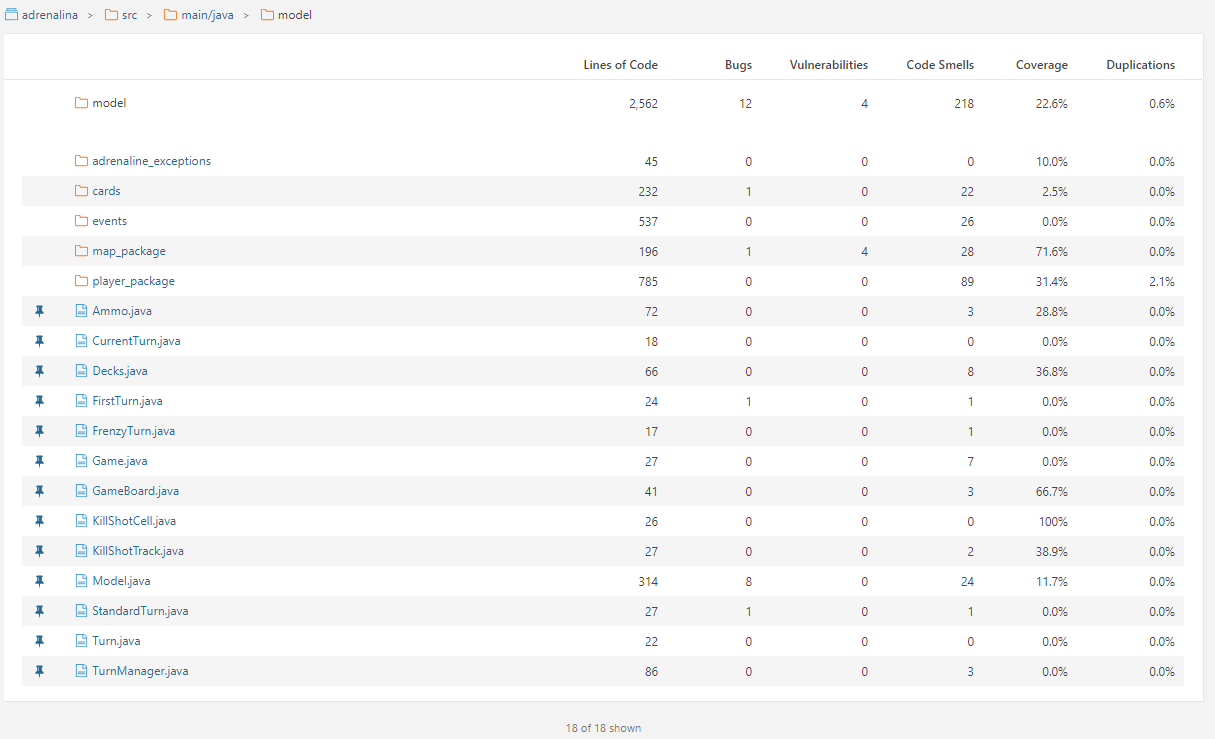 adrenalina > src > main/java > model
Lines of Code Bugs Vulnerabilities Code Smells Coverage Duplications
model 2,562 12 4 218 22.6% 0.6%
adrenaline_exceptions 45 0 0 0 10.0% 0.0%
cards 232 1 0 22 2.5% 0.0%
events 537 0 0 26 0.0% 0.0%
map_package 196 1 4 28 71.6% 0.0%
player_package 785 0 0 89 31.4% 2.1%
Ammo.java 72 0 0 3 28.8% 0.0%
CurrentTurn.java 18 0 0 0 0.0% 0.0%
Decks.java 66 0 0 8 36.8% 0.0%
FirstTurn.java 24 1 0 1 0.0% 0.0%
FrenzyTurn.java 17 0 0 1 0.0% 0.0%
Game.java 27 0 0 7 0.0% 0.0%
GameBoard.java 41 0 0 3 66.7% 0.0%
KillShotCell.java 26 0 0 0 100% 0.0%
KillShotTrack.java 27 0 0 2 38.9% 0.0%
Model.java 314 8 0 24 11.7% 0.0%
StandardTurn.java 27 1 0 1 0.0% 0.0%
Turn.java 22 0 0 0 0.0% 0.0%
TurnManager.java 86 0 0 3 0.0% 0.0%
18 of 18 shown